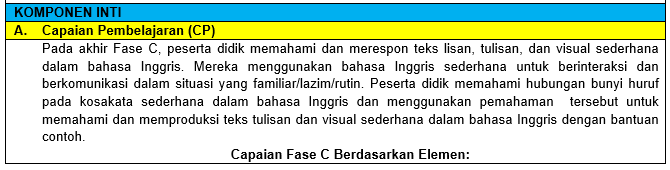 KOMPONEN INTI
A. Capaian Pembelajaran (CP)
Pada akhir Fase C, peserta didik memahami dan merespon teks lisan, tulisan, dan visual sederhana
dalam bahasa Inggris. Mereka menggunakan bahasa Inggris sederhana untuk berinteraksi dan
berkomunikasi dalam situasi yang familiar/lazim/rutin. Peserta didik memahami hubungan bunyi huruf
pada kosakata sederhana dalam bahasa Inggris dan menggunakan pemahaman tersebut untuk
memahami dan memproduksi teks tulisan dan visual sederhana dalam bahasa Inggris dengan bantuan
contoh.
Capaian Fase C Berdasarkan Elemen: